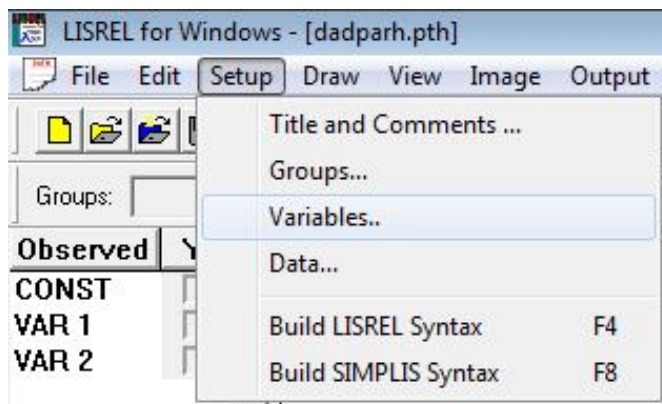 LISREL for Windows - [dadparh.pth]
File Edit Setup Draw View Image Output
Title and Comments ...
Groups...
Groups:
Variables..
Observed Y
Data...
CONST
VAR 1 Build LISREL Syntax F4
VAR 2 Build SIMPLIS Syntax F8